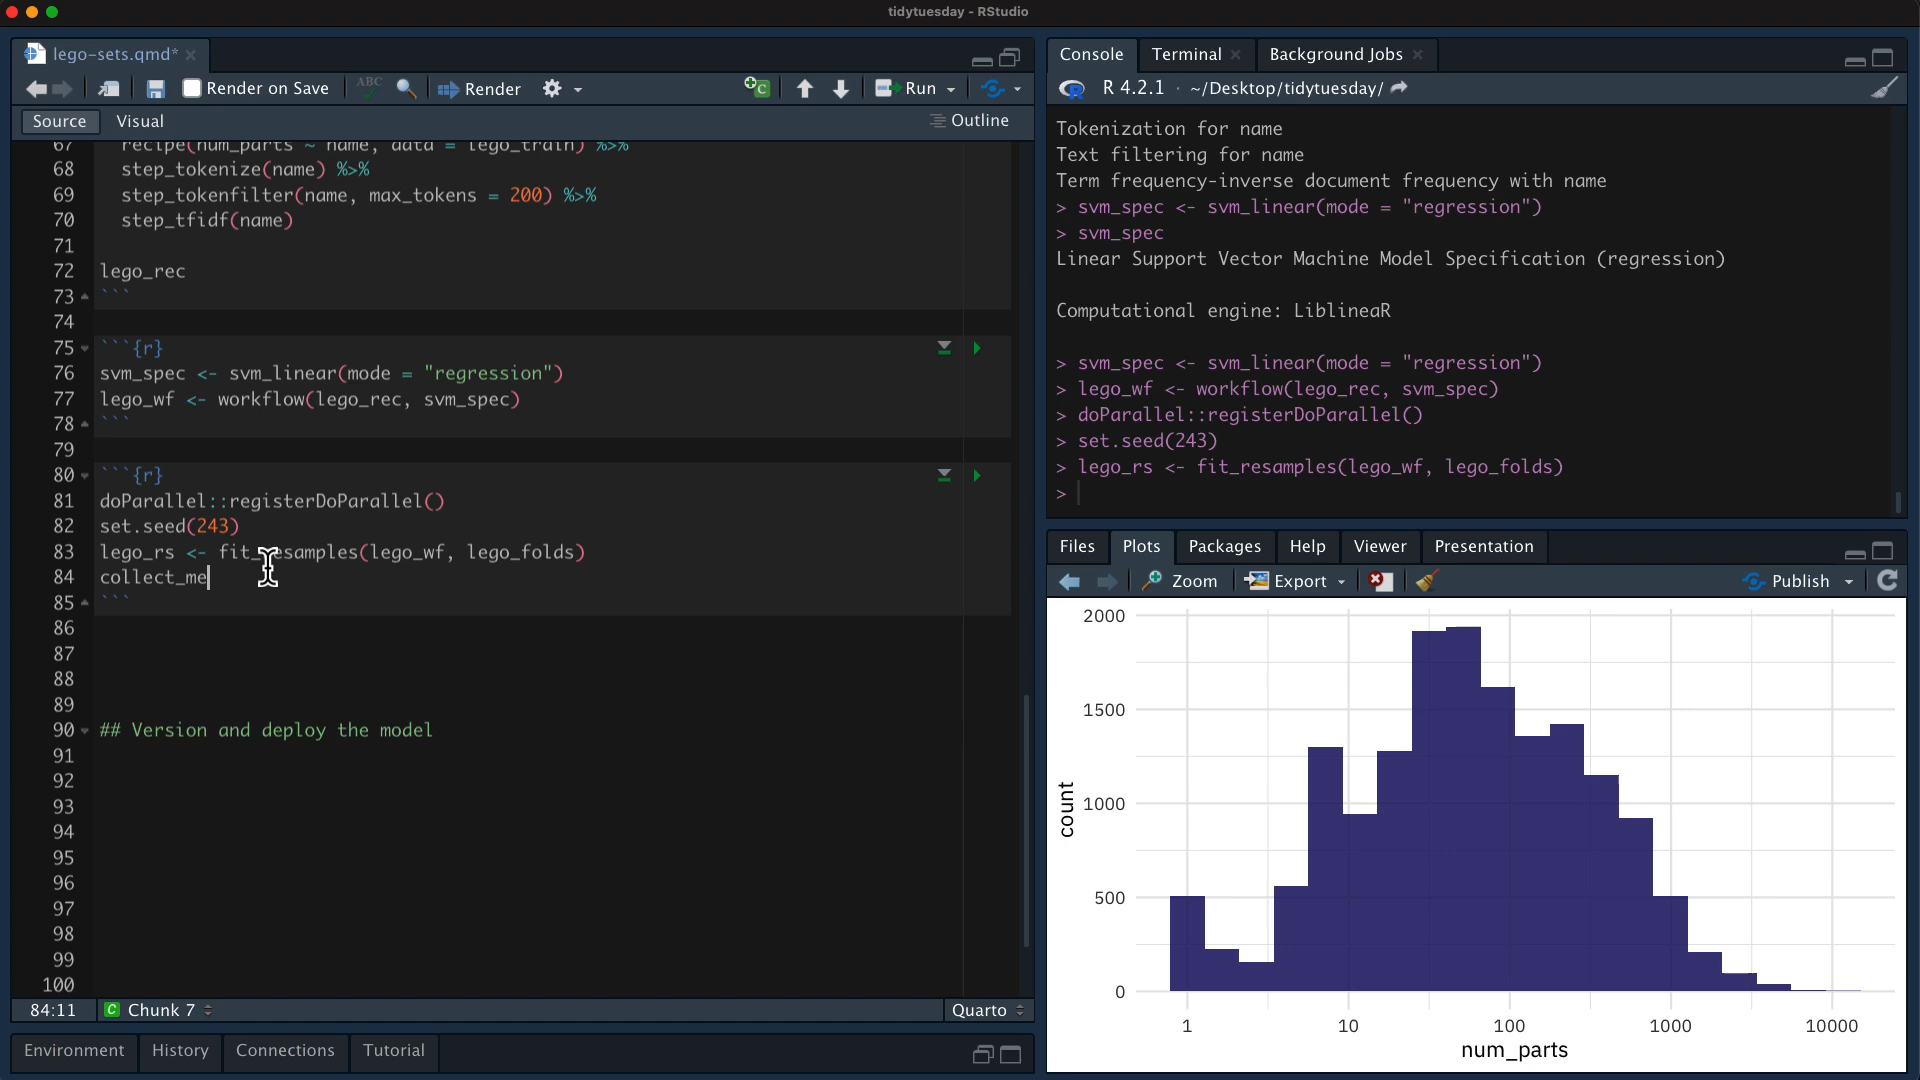 tidytuesday - RStudio
lego-sets.qmd*
Render on Save
ABC
Render
Run
Source
Visual
Outline
67 recipe(num_parts ~ name, data = lego_train) %>%
68 step_tokenize(name) %>%
69 step_tokenfilter(name, max_tokens = 200) %>%
70 step_tfidf(name)
71
72 lego_rec
73 ```
74
75 ```{r}
76 svm_spec <- svm_linear(mode = "regression")
77 lego_wf <- workflow(lego_rec, svm_spec)
78 ```
79
80 ```{r}
81 doParallel::registerDoParallel()
82 set.seed(243)
83 lego_rs <- fit_resamples(lego_wf, lego_folds)
84 collect_me
85 ```
86
87
88
89
90 ## Version and deploy the model
91
92
93
94
95
96
97
98
99
100
84:11
C Chunk 7
Quarto
Environment
History
Connections
Tutorial
Console
Terminal
Background Jobs
R 4.2.1 · ~/Desktop/tidytuesday/
Tokenization for name
Text filtering for name
Term frequency-inverse document frequency with name
> svm_spec <- svm_linear(mode = "regression")
> svm_spec
Linear Support Vector Machine Model Specification (regression)
Computational engine: LiblineaR
> svm_spec <- svm_linear(mode = "regression")
> lego_wf <- workflow(lego_rec, svm_spec)
> doParallel::registerDoParallel()
> set.seed(243)
> lego_rs <- fit_resamples(lego_wf, lego_folds)
>
Files
Plots
Packages
Help
Viewer
Presentation
Zoom
Export
Publish
2000
1500
1000
500
0
count
1
10
100
1000
10000
num_parts